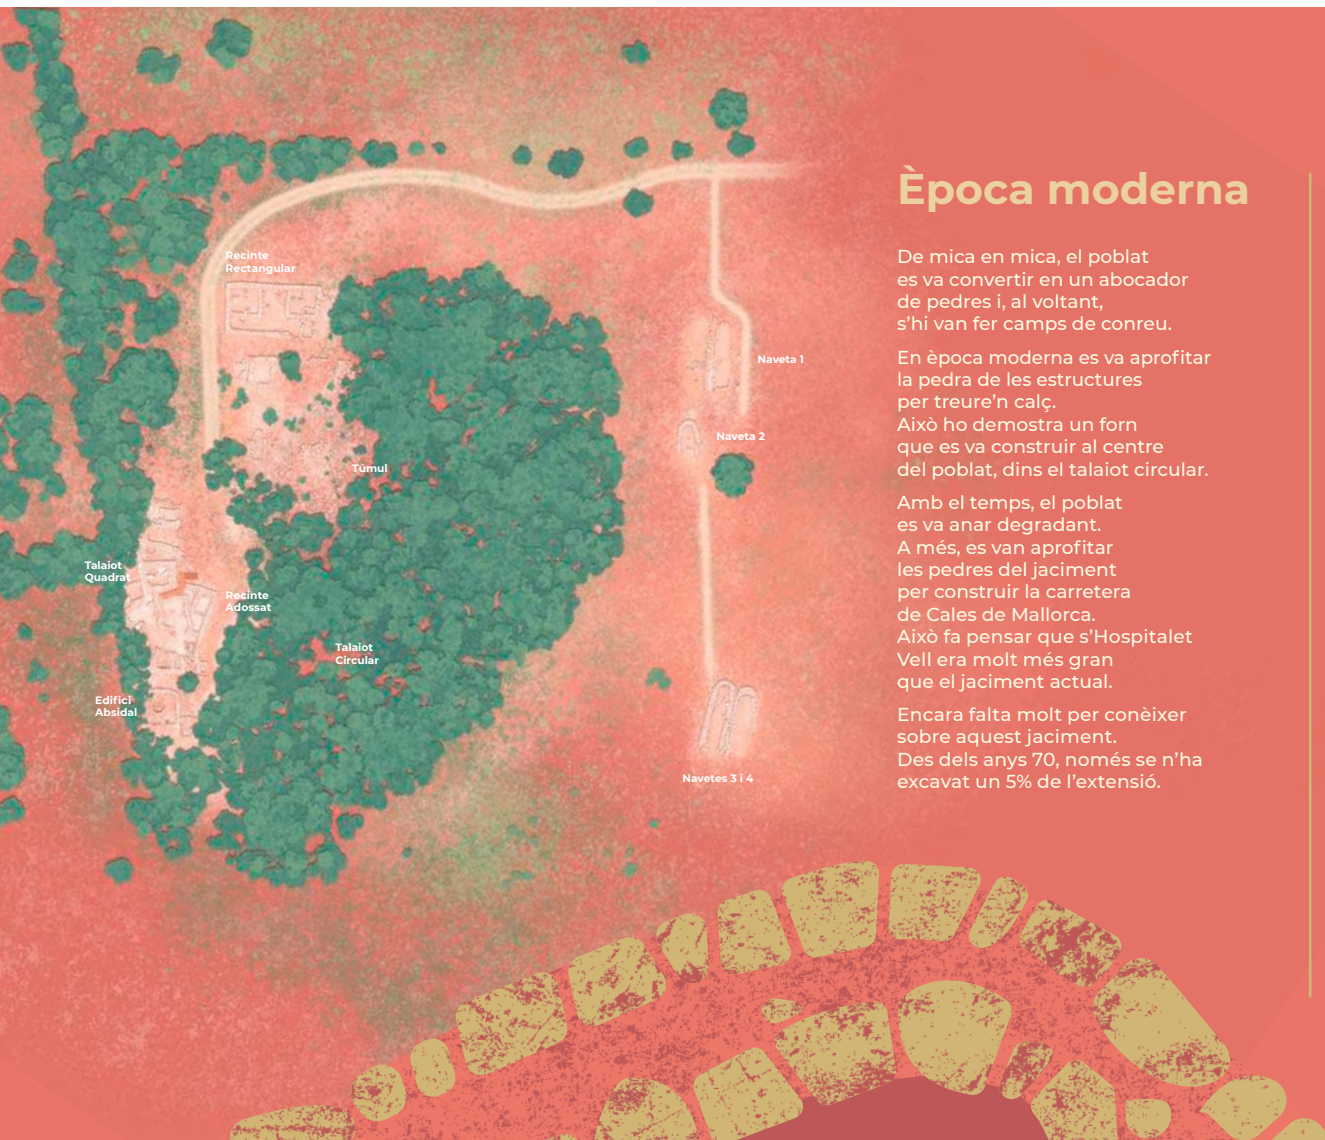 Època moderna
De mica en mica, el poblat
es va convertir en un abocador
de pedres i, al voltant,
s'hi van fer camps de conreu.
En època moderna es va aprofitar
la pedra de les estructures
per treure'n calç.
Això ho demostra un forn
que es va construir al centre
del poblat, dins el talaiot circular.
Amb el temps, el poblat
es va anar degradant.
A més, es van aprofitar
les pedres del jaciment
per construir la carretera
de Cales de Mallorca.
Això fa pensar que s'Hospitalet
Vell era molt més gran
que el jaciment actual.
Encara falta molt per conèixer
sobre aquest jaciment.
Des dels anys 70, només se n'ha
excavat un 5% de l'extensió.
Recinte
Rectangular
Naveta 1
Naveta 2
Túmul
Talaiot
Quadrat
Recinte
Adossat
Talaiot
Circular
Edifici
Absidal
Navetes 3 i 4